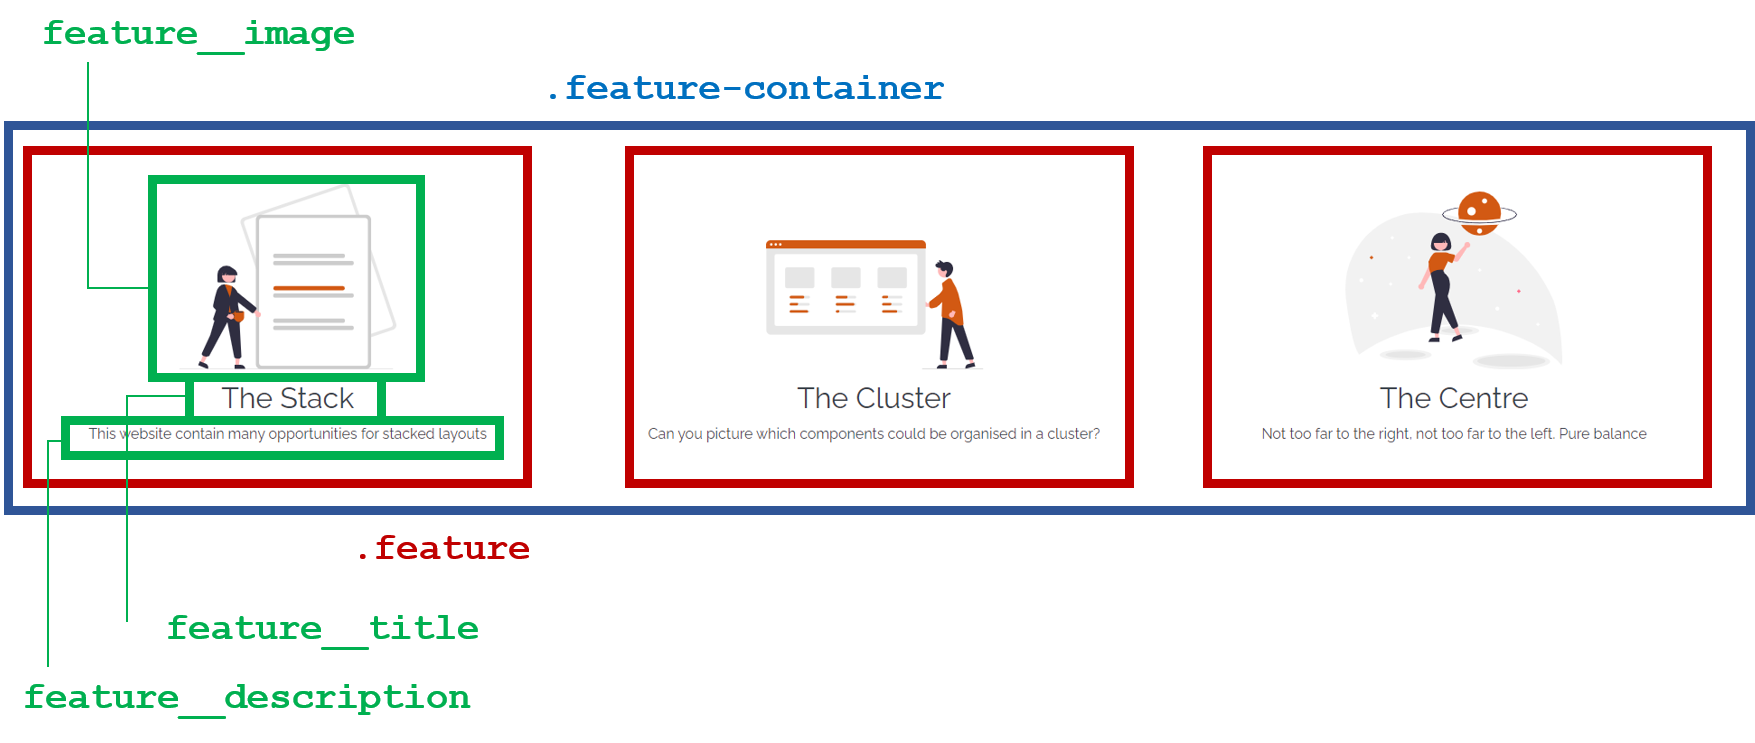 feature__image
.feature-container
The Stack
This website contain many opportunities for stacked layouts
The Cluster
Can you picture which components could be organised in a cluster?
The Centre
Not too far to the right, not too far to the left. Pure balance
.feature
feature__title
feature__description